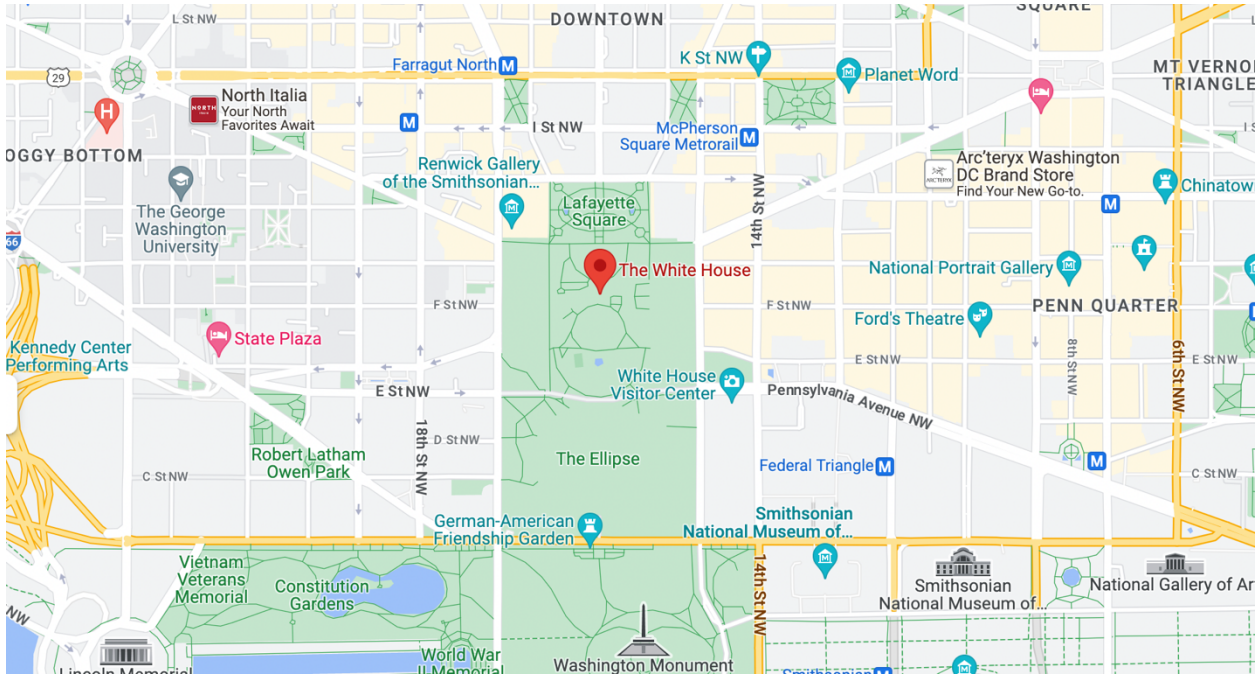 L St NW
DOWNTOWN
SQUARE
29
Farragut North
M
K St NW
Planet Word
MT VERNON
TRIANGLE
H
NORTH
North Italia
Your North
Favorites Await
M
I St NW
McPherson
Square Metrorail
M
I S
OGGY BOTTOM
Renwick Gallery
of the Smithsonian...
ARC'TERYX
Arc'teryx Washington
DC Brand Store
Find Your New Go-to.
Chinatow
The George
Washington
University
Lafayette
Square
14th St NW
M
66
The White House
National Portrait Gallery
F St NW
F St NW
PENN QUARTER
Ford's Theatre
State Plaza
Kennedy Center
Performing Arts
E St NW
8th St NW
6th St NW
E St NW
White House
Visitor Center
E St NW
Pennsylvania Avenue NW
18th St NW
D St NW
Robert Latham
Owen Park
C St NW
The Ellipse
Federal Triangle
M
M
C St NW
German-American
Friendship Garden
Smithsonian
National Museum of...
Vietnam
Veterans
Memorial
Constitution
Gardens
14th St NW
Smithsonian
National Museum of...
National Gallery of Ar
NW
Lincoln Memorial
World War
II Memorial
Washington Monument
Smithsonian
M